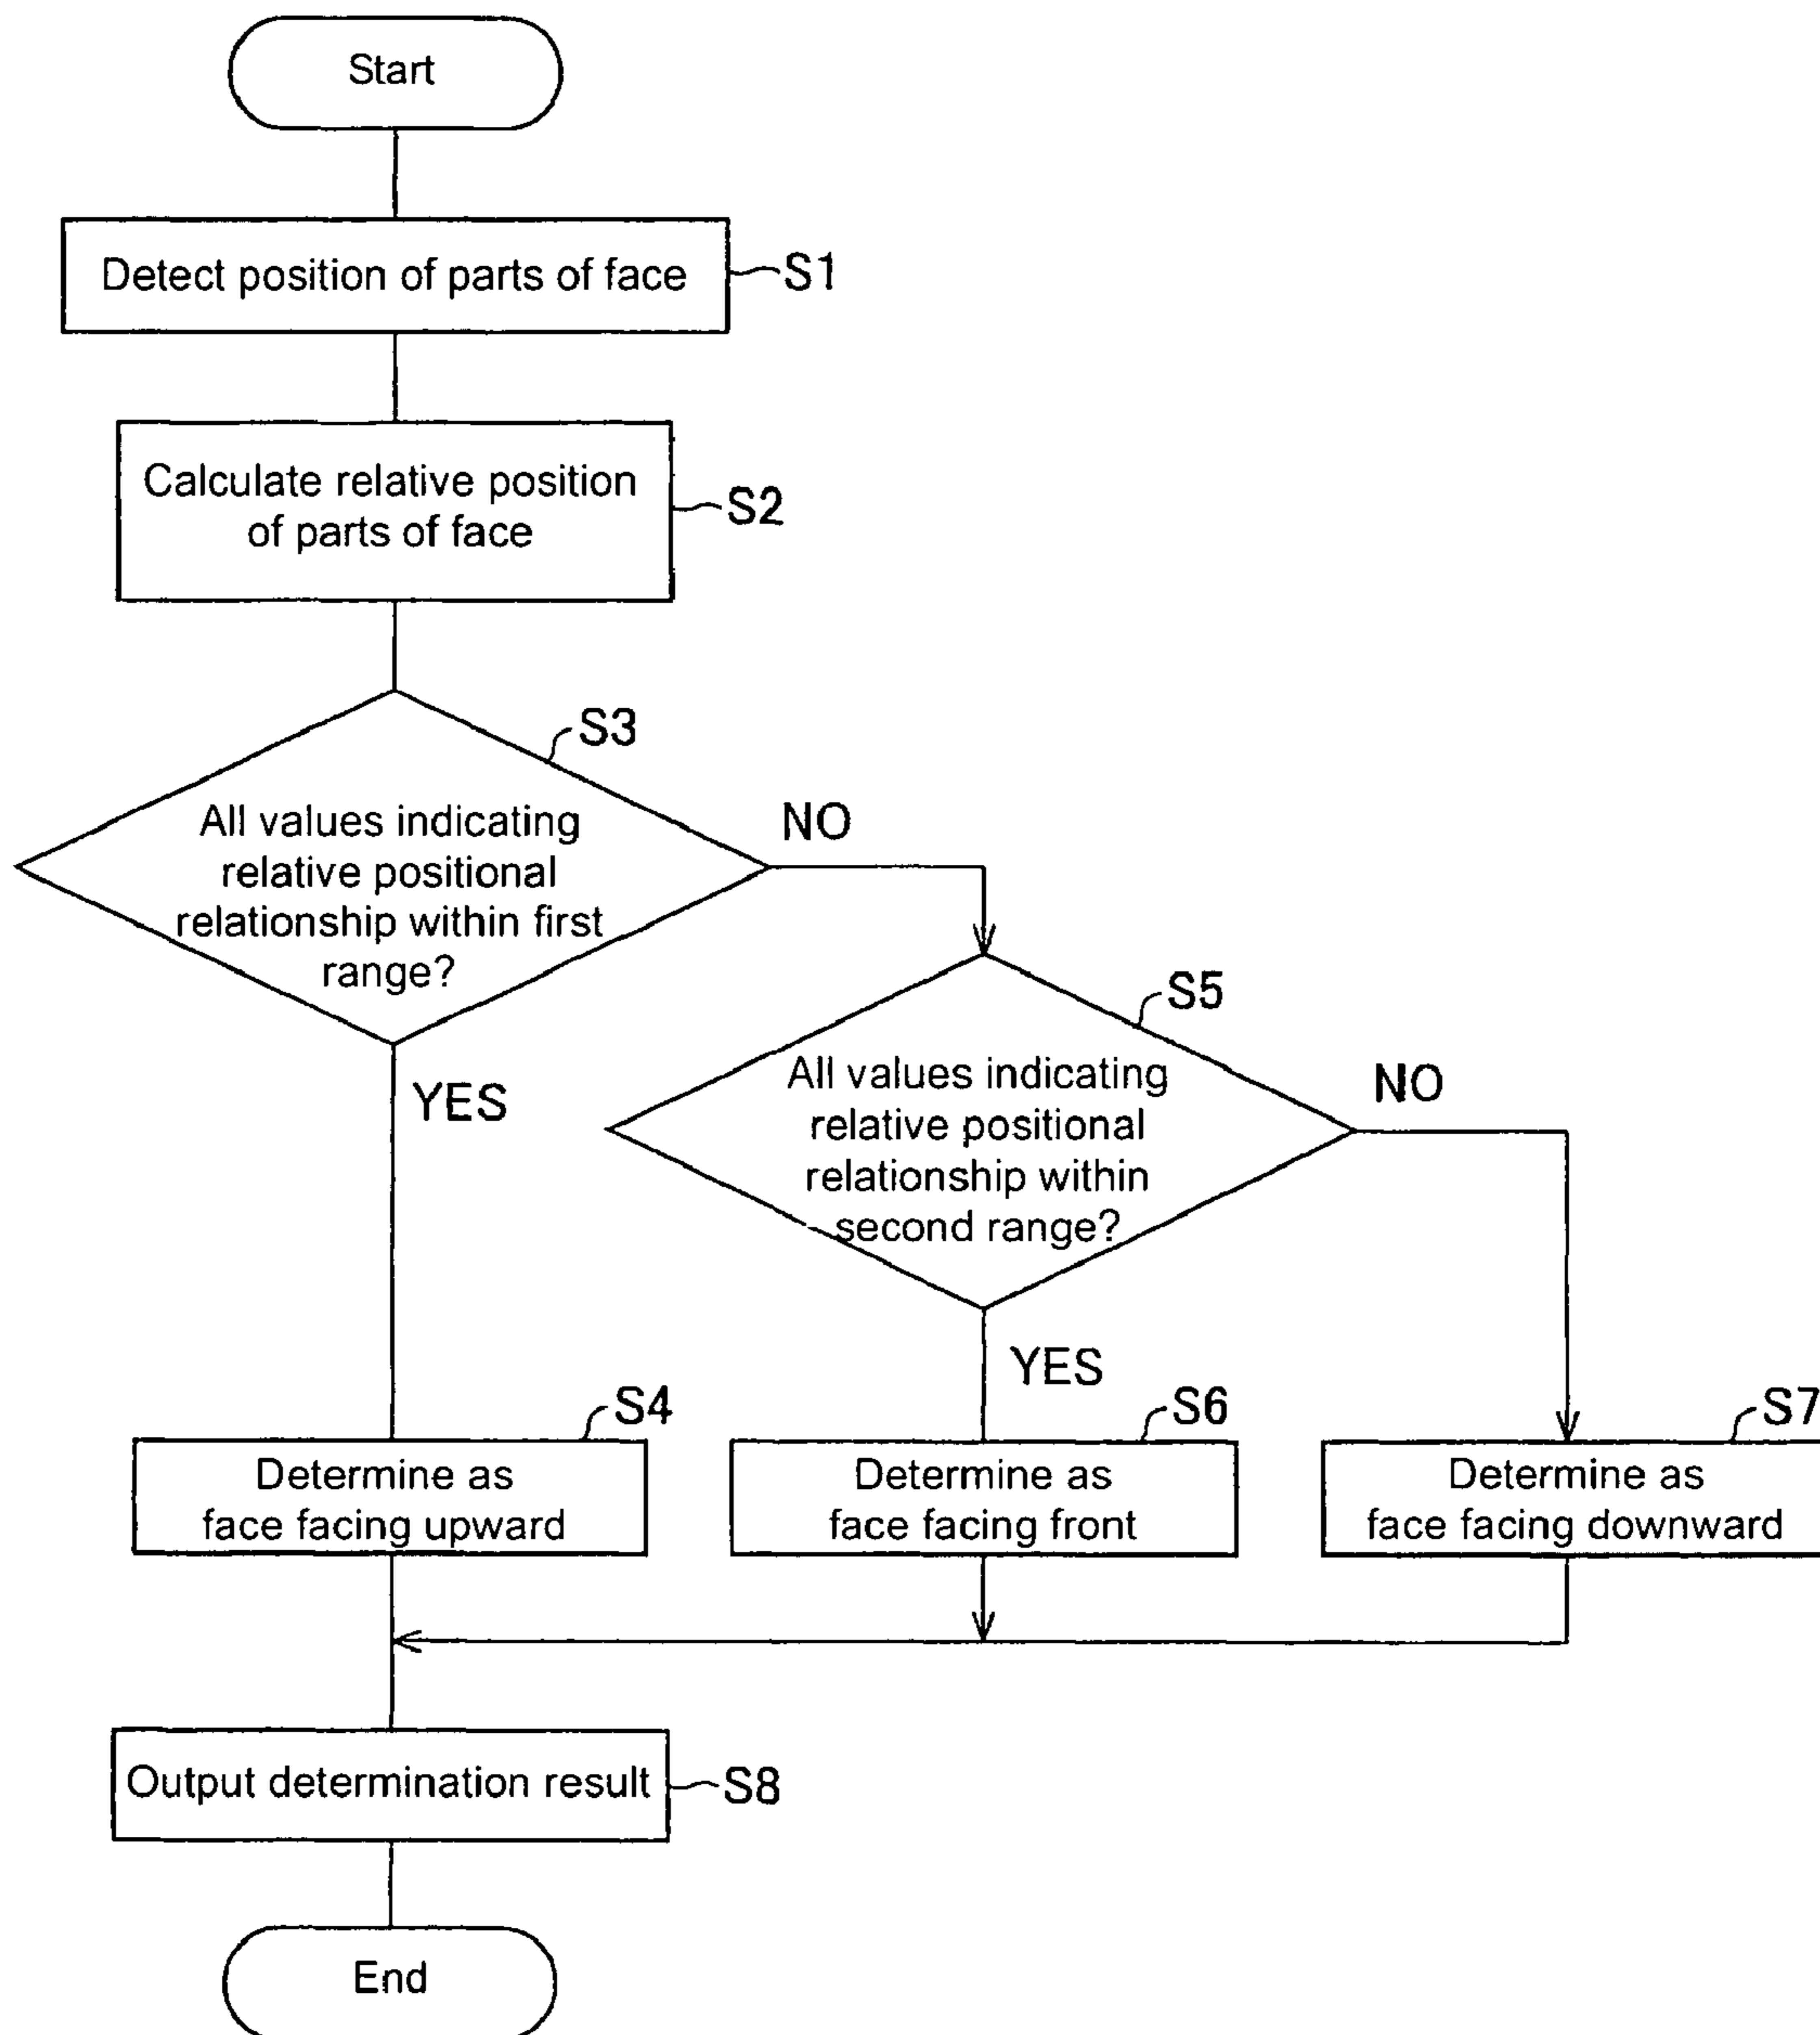 Start
Detect position of parts of face
S1
Calculate relative position
of parts of face
S2
S3
All values indicating
relative positional
relationship within first
range?
NO
YES
S5
All values indicating
relative positional
relationship within
second range?
NO
YES
S4
Determine as
face facing upward
S6
Determine as
face facing front
S7
Determine as
face facing downward
Output determination result
S8
End